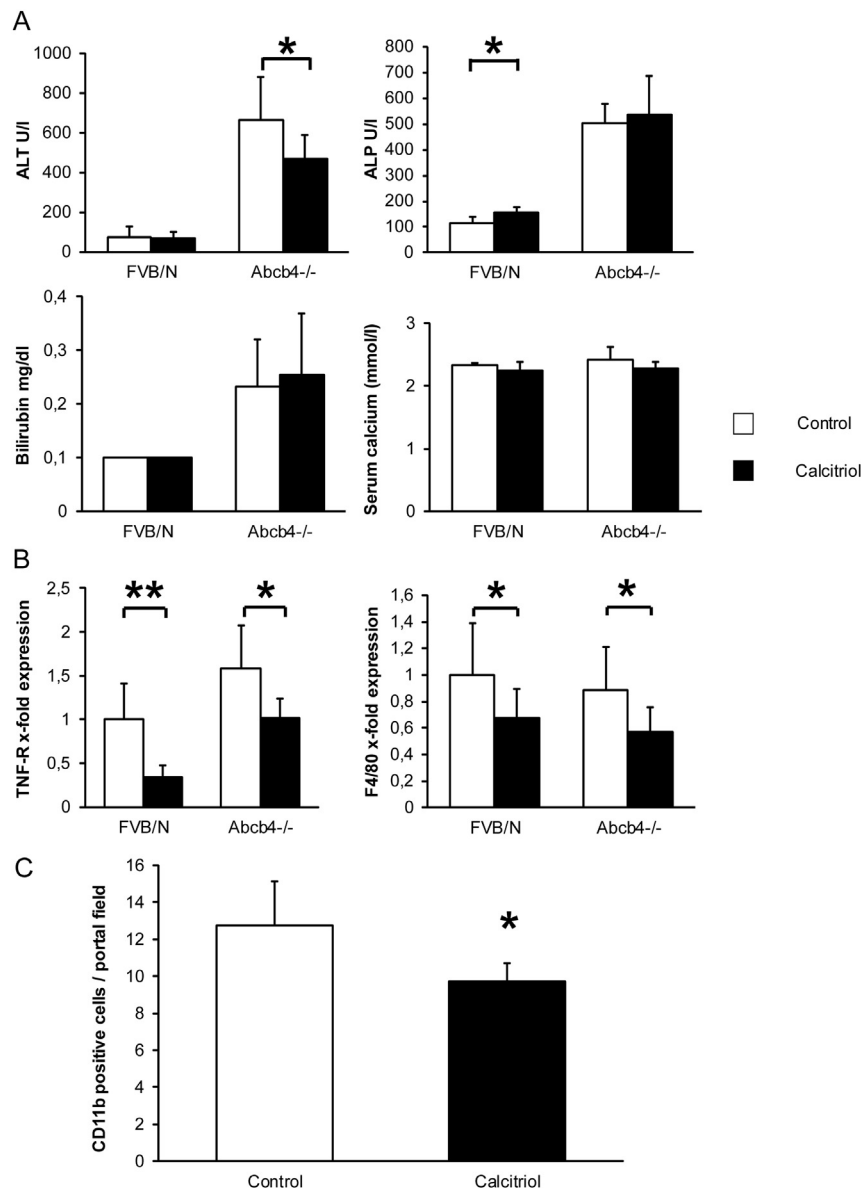 A
ALT U/l
1000
800
600
400
200
0
*
FVB/N
Abcb4-/-
ALP U/l
800
700
600
500
400
300
200
100
0
*
FVB/N
Abcb4-/-
Bilirubin mg/dl
0,4
0,3
0,2
0,1
0
FVB/N
Abcb4-/-
Serum calcium (mmol/l)
3
2
1
0
FVB/N
Abcb4-/-
Control
Calcitriol
B
TNF-R x-fold expression
2,5
2
1,5
1
0,5
0
**
*
FVB/N
Abcb4-/-
F4/80 x-fold expression
1,6
1,4
1,2
1
0,8
0,6
0,4
0,2
0
*
*
FVB/N
Abcb4-/-
C
CD11b positive cells / portal field
16
14
12
10
8
6
4
2
0
*
Control
Calcitriol